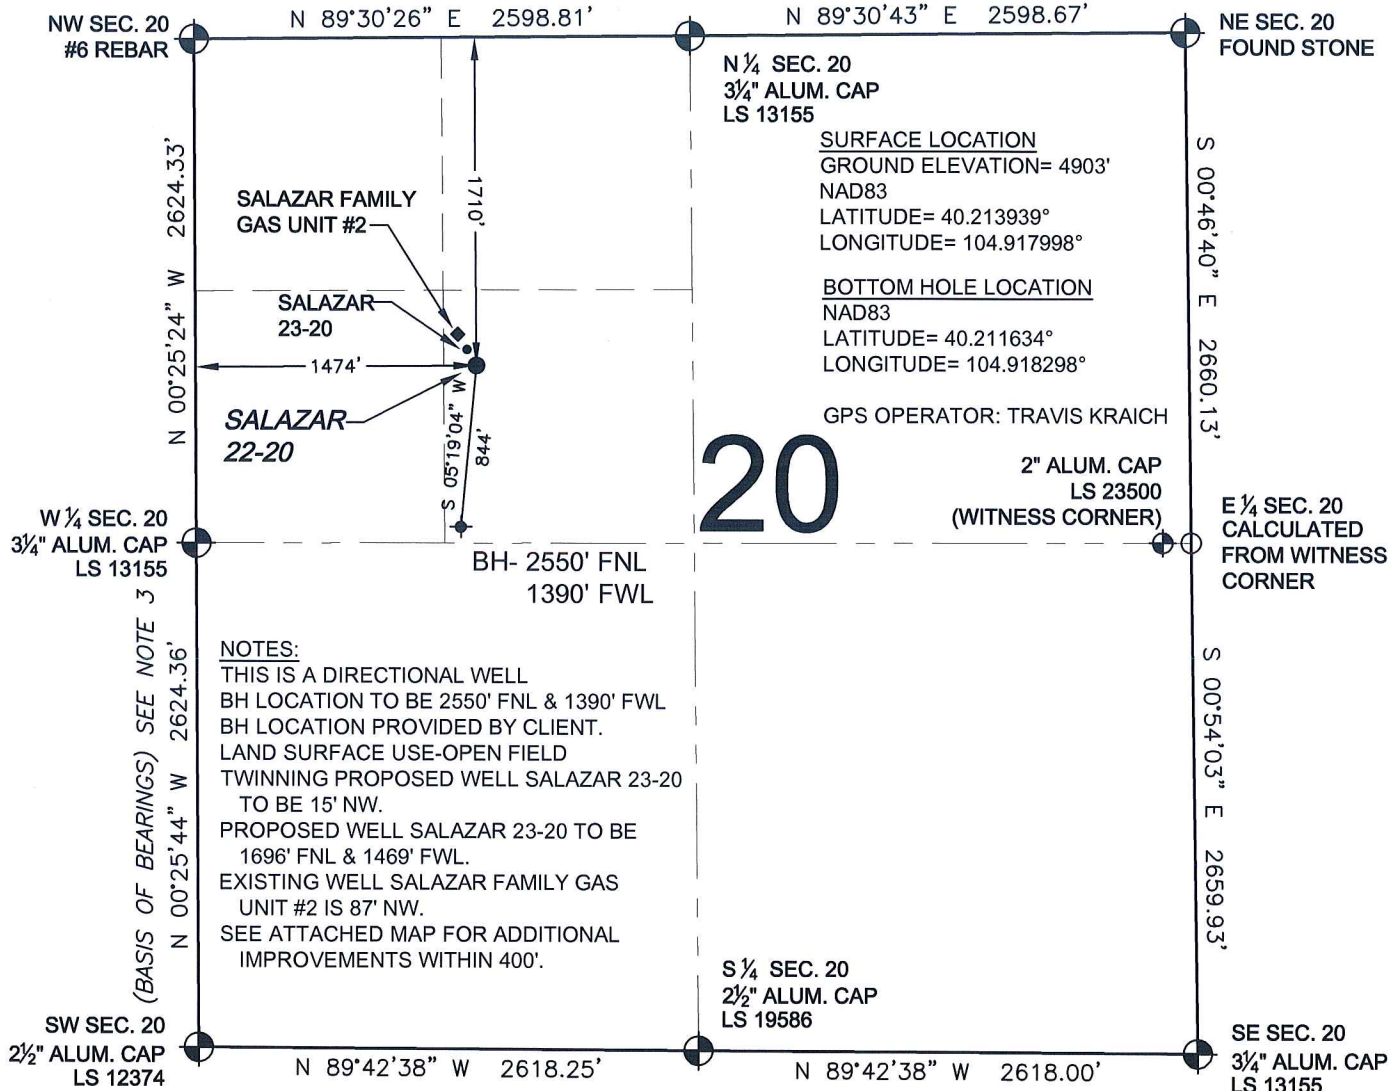 N 89°30'26" E 2598.81'
N 89°30'43" E 2598.67'
NW SEC. 20
#6 REBAR
NE SEC. 20
FOUND STONE
N ¼ SEC. 20
3¼" ALUM. CAP
LS 13155
SURFACE LOCATION
GROUND ELEVATION= 4903'
NAD83
LATITUDE= 40.213939°
LONGITUDE= 104.917998°
BOTTOM HOLE LOCATION
NAD83
LATITUDE= 40.211634°
LONGITUDE= 104.918298°
GPS OPERATOR: TRAVIS KRAICH
N 00°25'24" W 2624.33'
S 00°46'40" E 2660.13'
1710'
SALAZAR FAMILY
GAS UNIT #2
SALAZAR
23-20
1474'
SALAZAR
22-20
S 05°19'04" W
844'
20
2" ALUM. CAP
LS 23500
(WITNESS CORNER)
E ¼ SEC. 20
CALCULATED
FROM WITNESS
CORNER
W ¼ SEC. 20
3¼" ALUM. CAP
LS 13155
BH- 2550' FNL
1390' FWL
(BASIS OF BEARINGS) SEE NOTE 3
N 00°25'44" W 2624.36'
S 00°54'03" E 2659.93'
NOTES:
THIS IS A DIRECTIONAL WELL
BH LOCATION TO BE 2550' FNL & 1390' FWL
BH LOCATION PROVIDED BY CLIENT.
LAND SURFACE USE-OPEN FIELD
TWINNING PROPOSED WELL SALAZAR 23-20
TO BE 15' NW.
PROPOSED WELL SALAZAR 23-20 TO BE
1696' FNL & 1469' FWL.
EXISTING WELL SALAZAR FAMILY GAS
UNIT #2 IS 87' NW.
SEE ATTACHED MAP FOR ADDITIONAL
IMPROVEMENTS WITHIN 400'.
S ¼ SEC. 20
2½" ALUM. CAP
LS 19586
SW SEC. 20
2½" ALUM. CAP
LS 12374
N 89°42'38" W 2618.25'
N 89°42'38" W 2618.00'
SE SEC. 20
3¼" ALUM. CAP
LS 13155